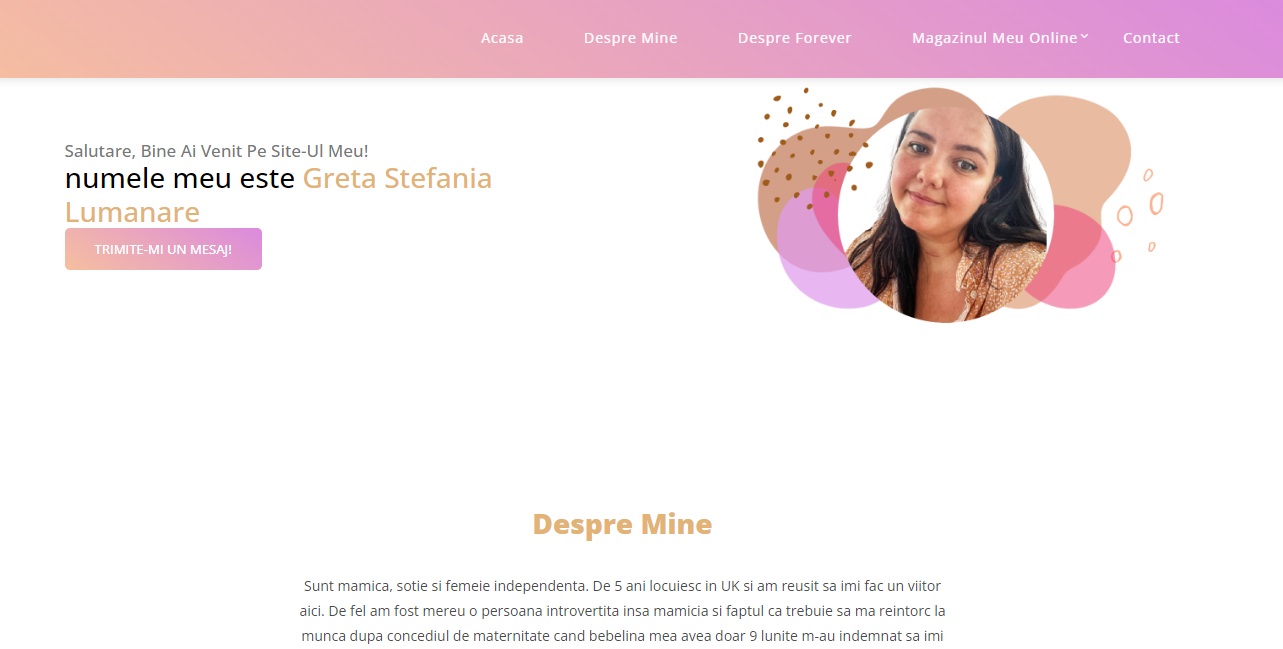 Acasa Despre Mine Despre Forever Magazinul Meu Online Contact
Salutare, Bine Ai Venit Pe Site-Ul Meu!
numele meu este Greta Stefania
Lumanare
TRIMITE-MI UN MESAJ!
Despre Mine
Sunt mamica, sotie si femeie independenta. De 5 ani locuiesc in UK si am reusit sa imi fac un viitor
aici. De fel am fost mereu o persoana introvertita insa mamicia si faptul ca trebuie sa ma reintorc la
munca dupa concediul de maternitate cand bebelina mea avea doar 9 lunite m-au indemnat sa imi